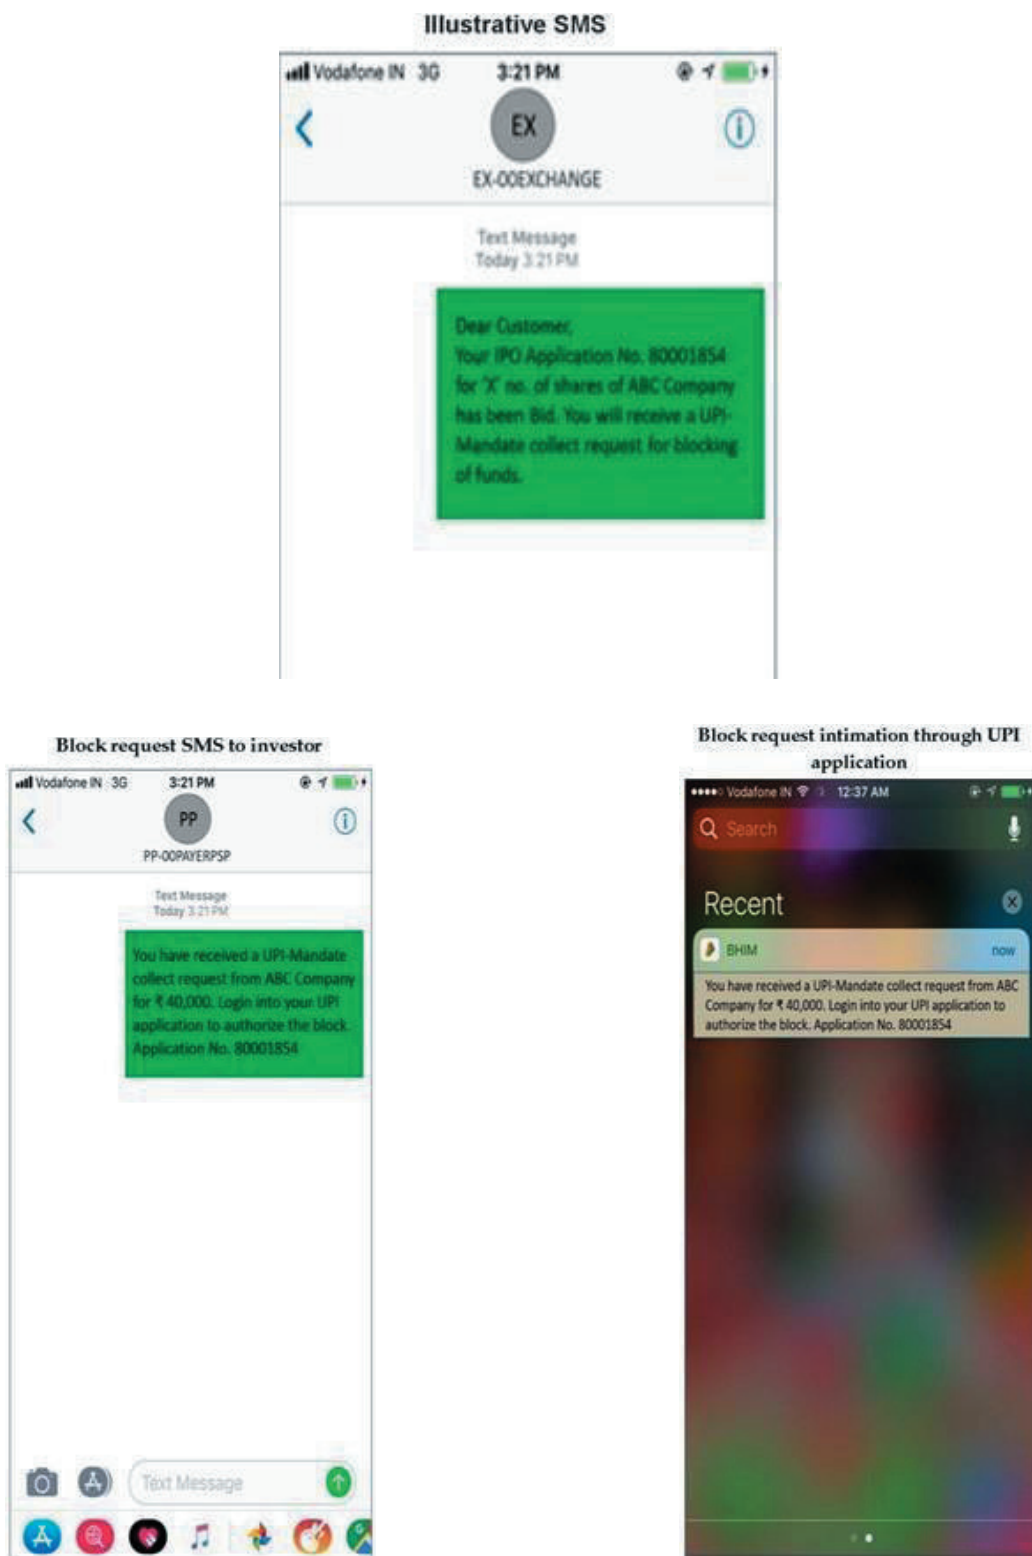 Illustrative SMS
Vodafone IN 3G 3:21 PM
EX
EX-00EXCHANGE
Text Message
Today 3:21 PM
Dear Customer,
Your IPO Application No. 80001854
for 'X' no. of shares of ABC Company
has been Bid. You will receive a UPI-
Mandate collect request for blocking
of funds.
Block request SMS to investor
Vodafone IN 3G 3:21 PM
PP
PP-00PAYERPSP
Text Message
Today 3:21 PM
You have received a UPI-Mandate
collect request from ABC Company
for ₹ 40,000. Login into your UPI
application to authorize the block.
Application No. 80001854
Text Message
Block request intimation through UPI
application
Vodafone IN 12:37 AM
Search
Recent
BHIM now
You have received a UPI-Mandate collect request from ABC
Company for ₹ 40,000. Login into your UPI application to
authorize the block. Application No. 80001854